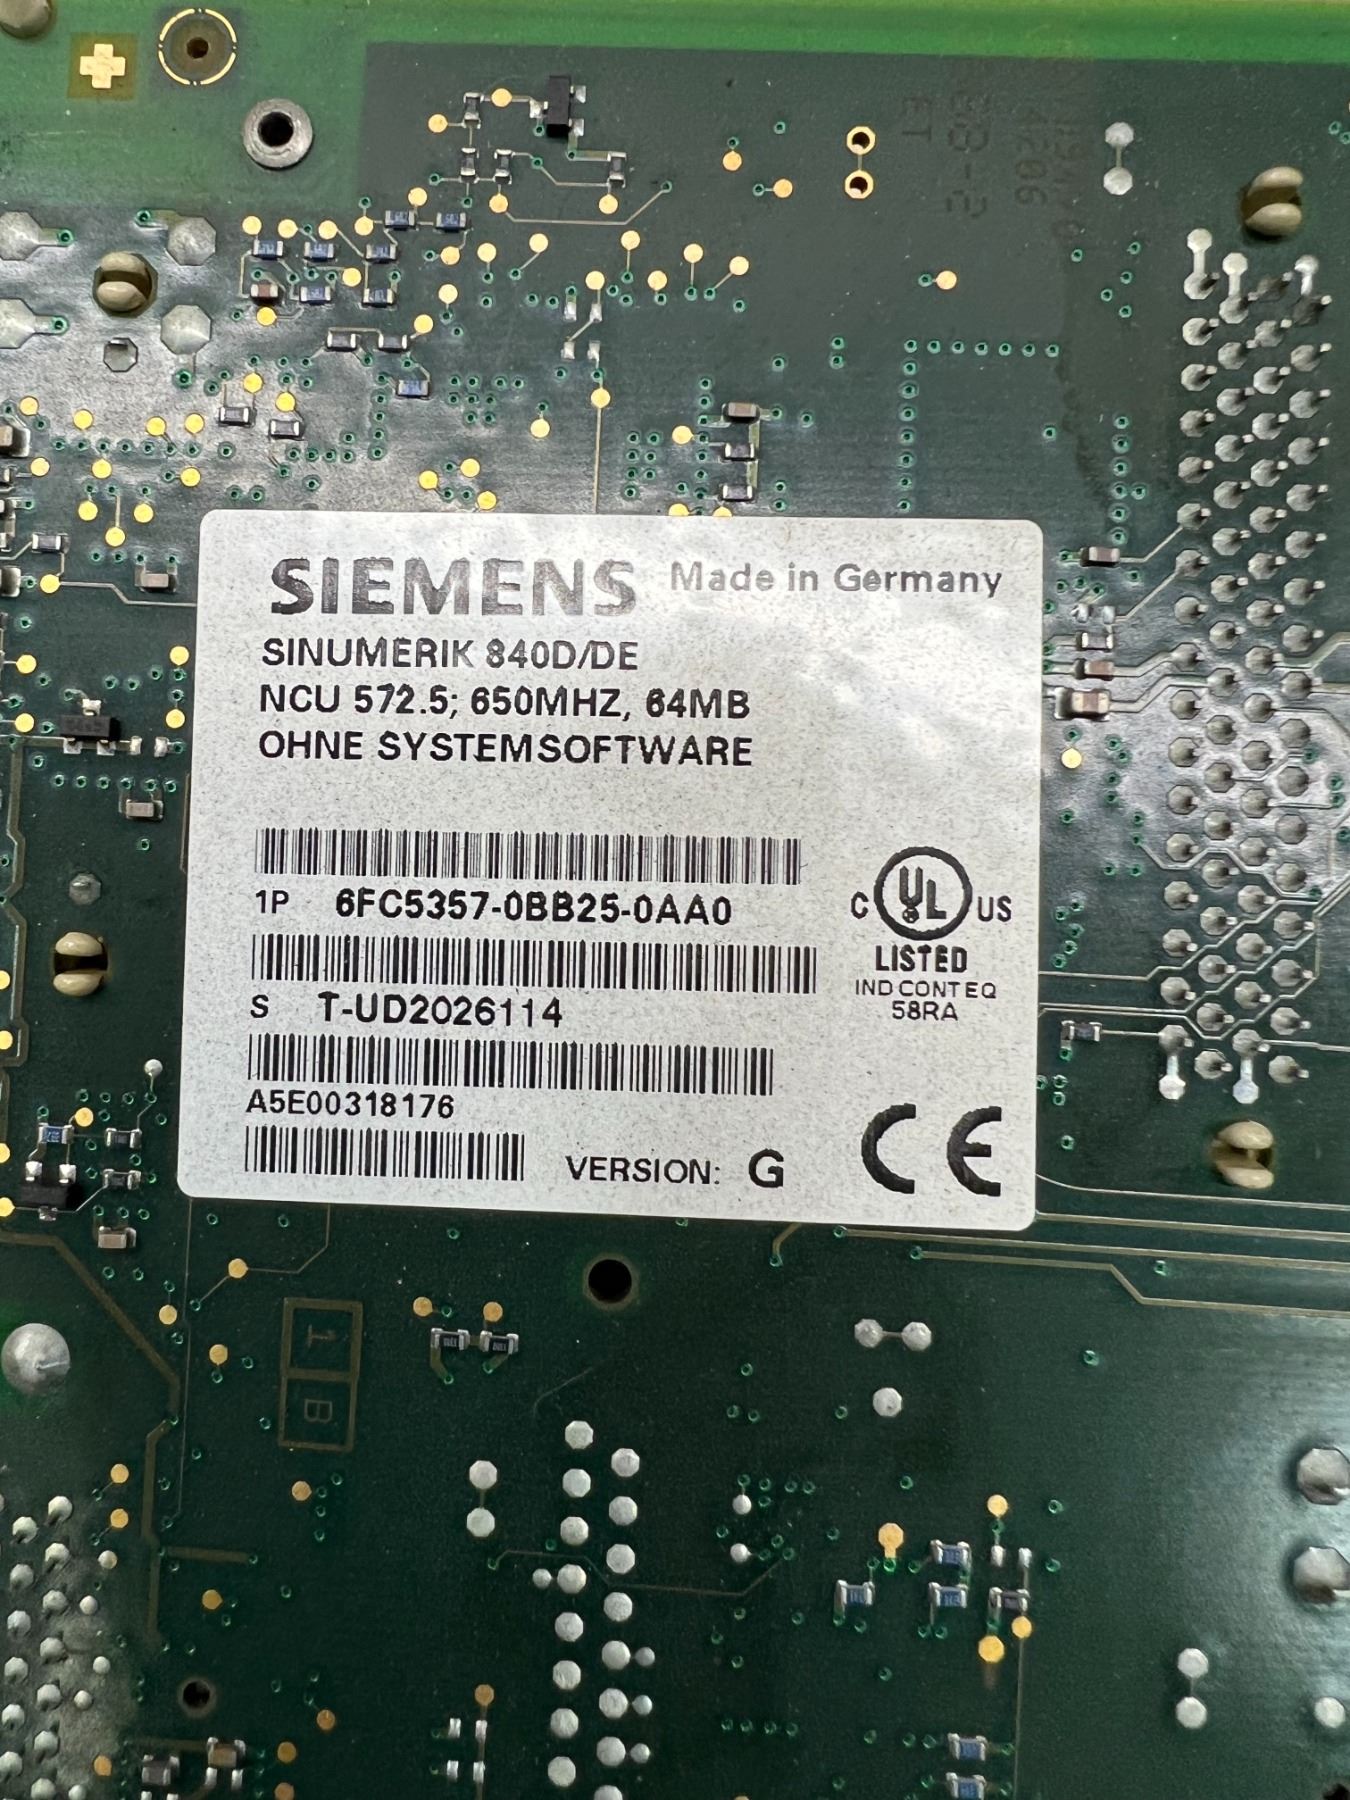 SIEMENS Made in Germany
SINUMERIK 840D/DE
NCU 572.5; 650MHZ, 64MB
OHNE SYSTEMSOFTWARE
1P 6FC5357-0BB25-0AA0
S T-UD2026114
A5E00318176
VERSION: G
C UL US
LISTED
IND CONT EQ
58RA
CE
1
B